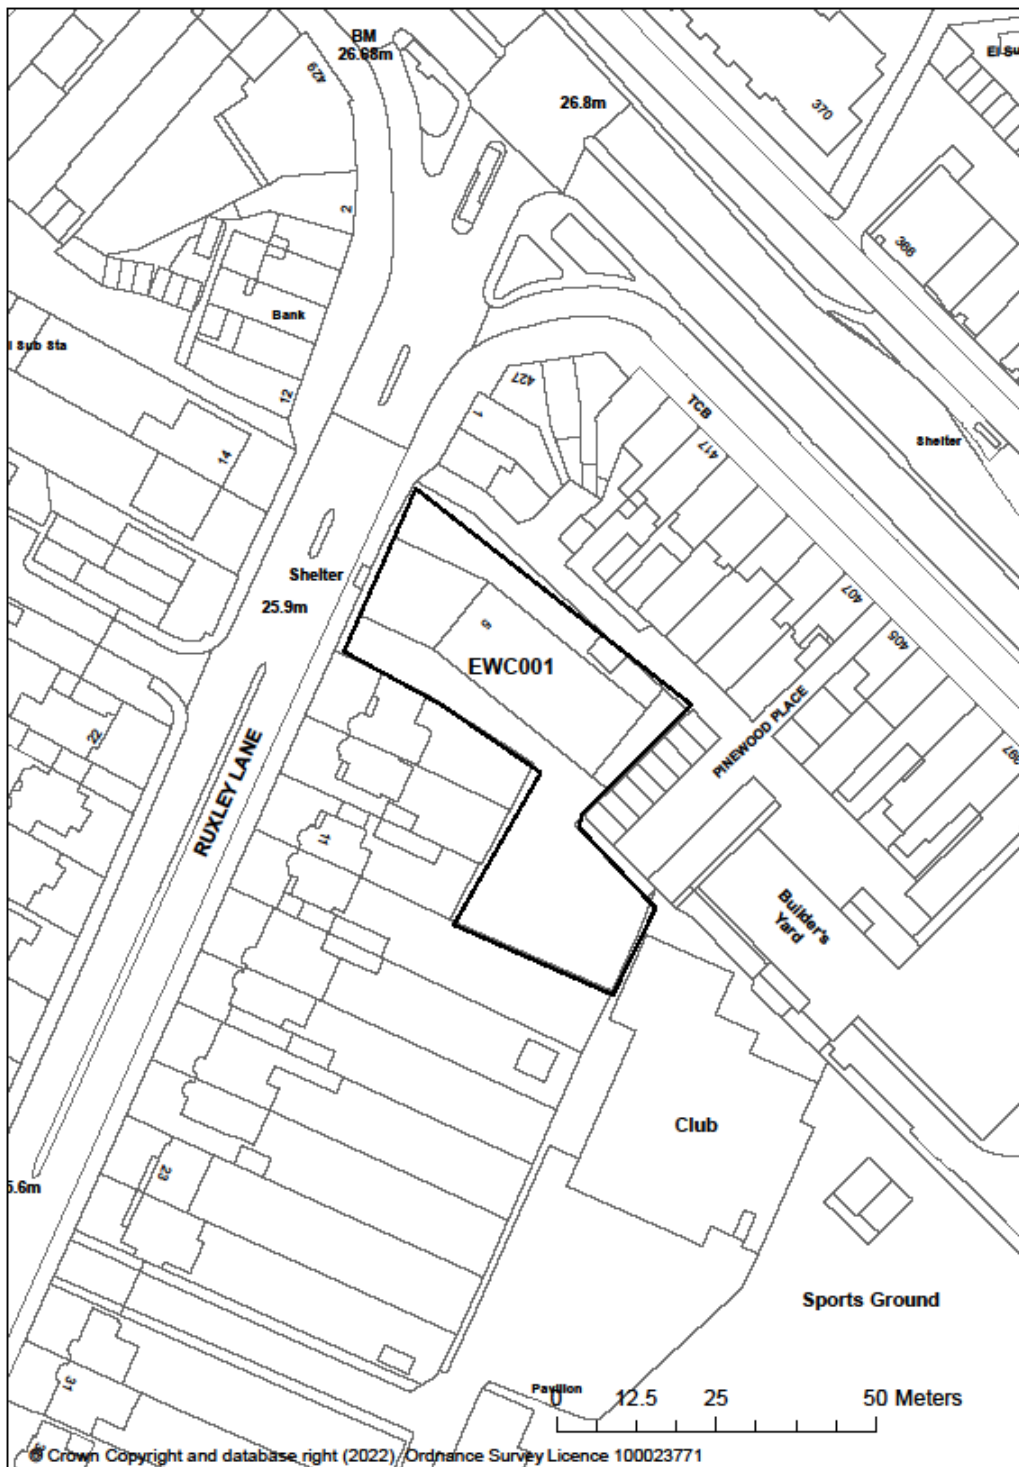 BM
26.68m
429
26.8m
370
El Su
366
2
Bank
l Sub Sta
12
427
1
TCB
417
Shelter
14
Shelter
25.9m
5
407
405
EWC001
397
22
RUXLEY LANE
PINEWOOD PLACE
11
Builder's
Yard
Club
23
5.6m
Sports Ground
31
Pavilion
0 12.5 25 50 Meters
© Crown Copyright and database right (2022) Ordnance Survey Licence 100023771